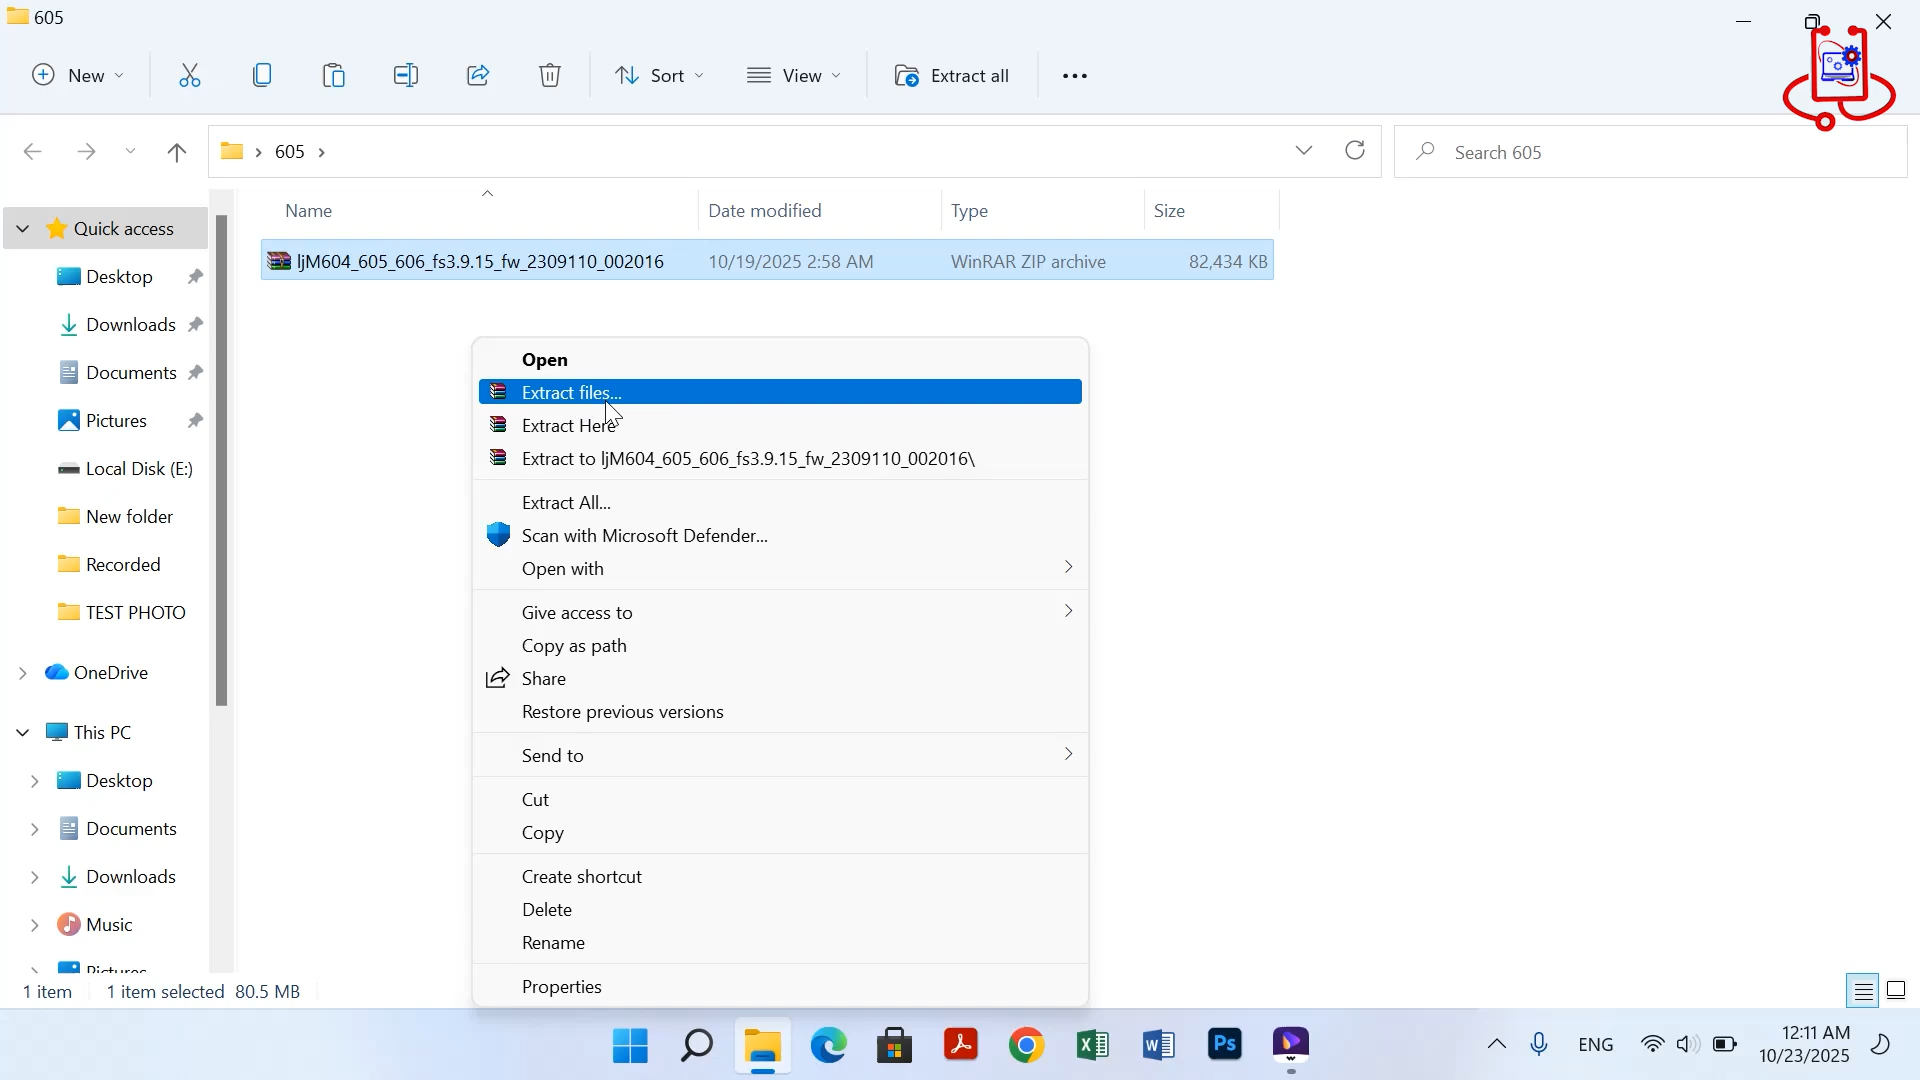 605
New
Sort
View
Extract all
605
Search 605
Name
Date modified
Type
Size
ljM604_605_606_fs3.9.15_fw_2309110_002016
10/19/2025 2:58 AM
WinRAR ZIP archive
82,434 KB
Quick access
Desktop
Downloads
Documents
Pictures
Local Disk (E:)
New folder
Recorded
TEST PHOTO
OneDrive
This PC
Desktop
Documents
Downloads
Music
Pictures
Open
Extract files...
Extract Here
Extract to ljM604_605_606_fs3.9.15_fw_2309110_002016\
Extract All...
Scan with Microsoft Defender...
Open with
Give access to
Copy as path
Share
Restore previous versions
Send to
Cut
Copy
Create shortcut
Delete
Rename
Properties
1 item
1 item selected 80.5 MB
Ps
ENG
12:11 AM
10/23/2025